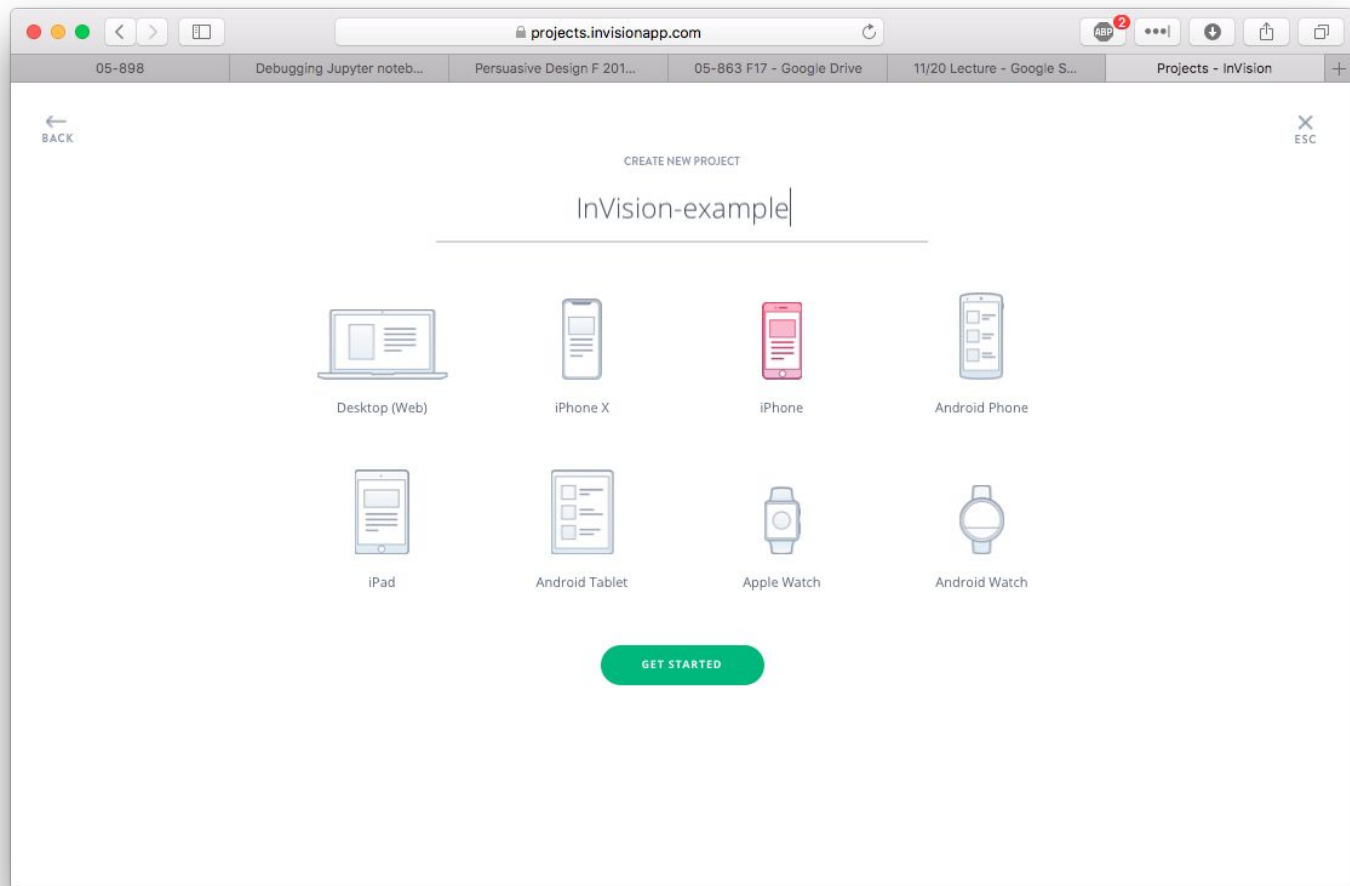 projects.invisionapp.com
ABP
2
05-898
Debugging Jupyter noteb...
Persuasive Design F 201...
05-863 F17 - Google Drive
11/20 Lecture - Google S...
Projects - InVision
BACK
ESC
CREATE NEW PROJECT
InVision-example
Desktop (Web)
iPhone X
iPhone
Android Phone
iPad
Android Tablet
Apple Watch
Android Watch
GET STARTED